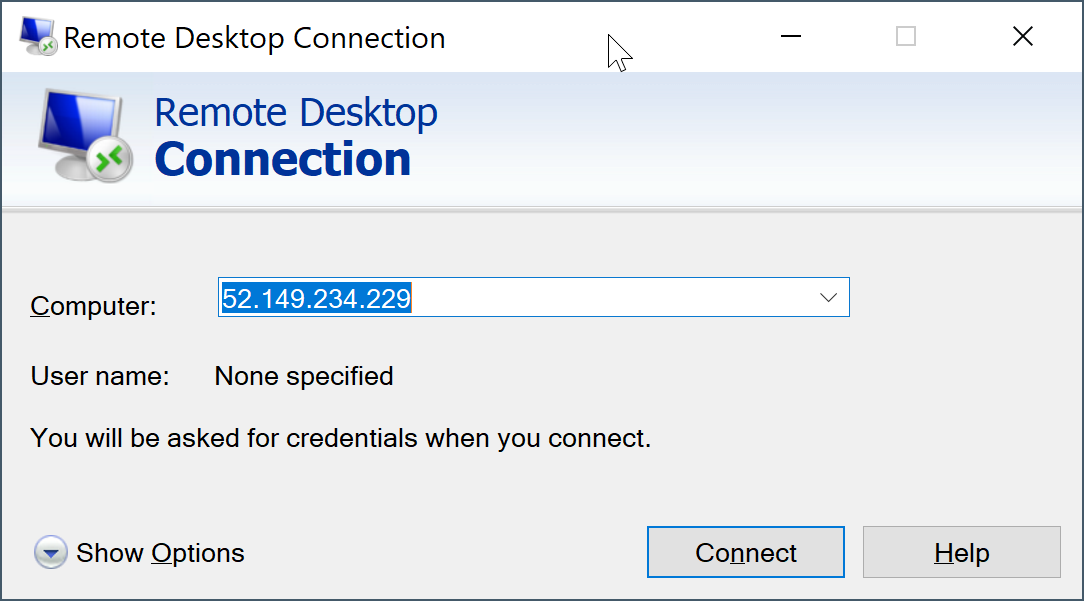 Remote Desktop Connection
Remote Desktop
Connection
Computer: 52.149.234.229
User name: None specified
You will be asked for credentials when you connect.
Show Options Connect Help